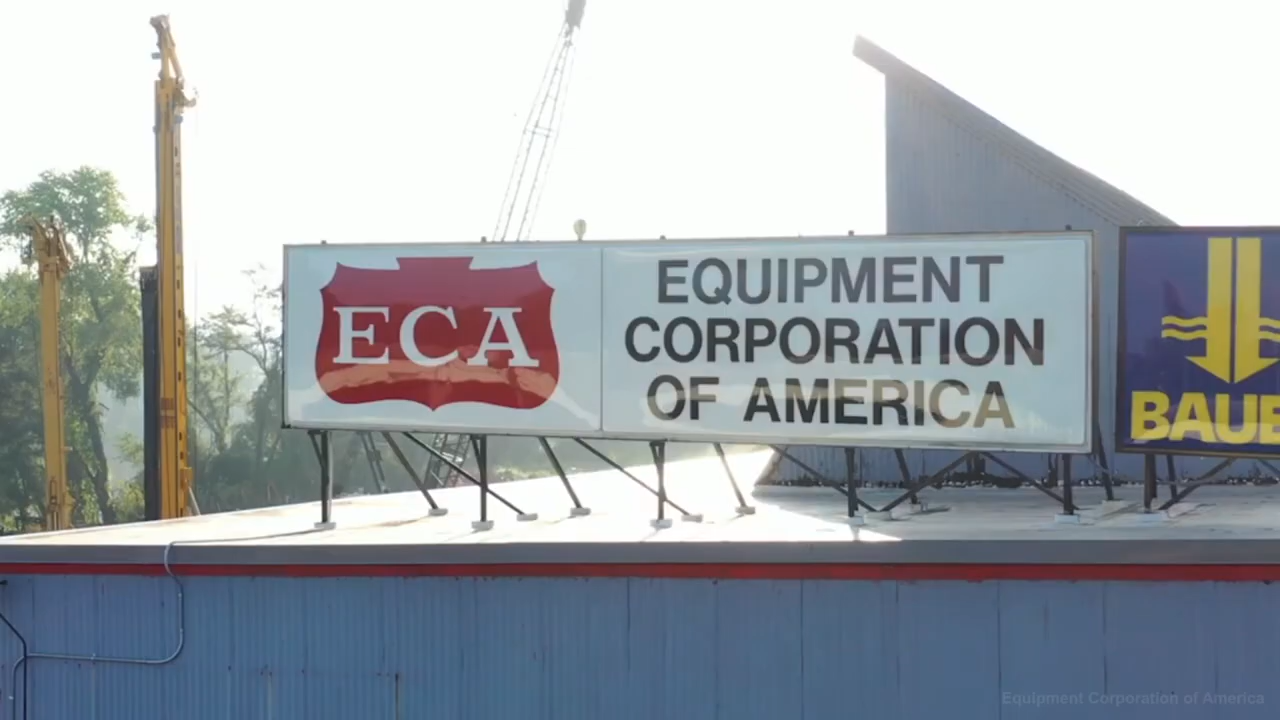 ECA
EQUIPMENT
CORPORATION
OF AMERICA
BAUE
Equipment Corporation of America